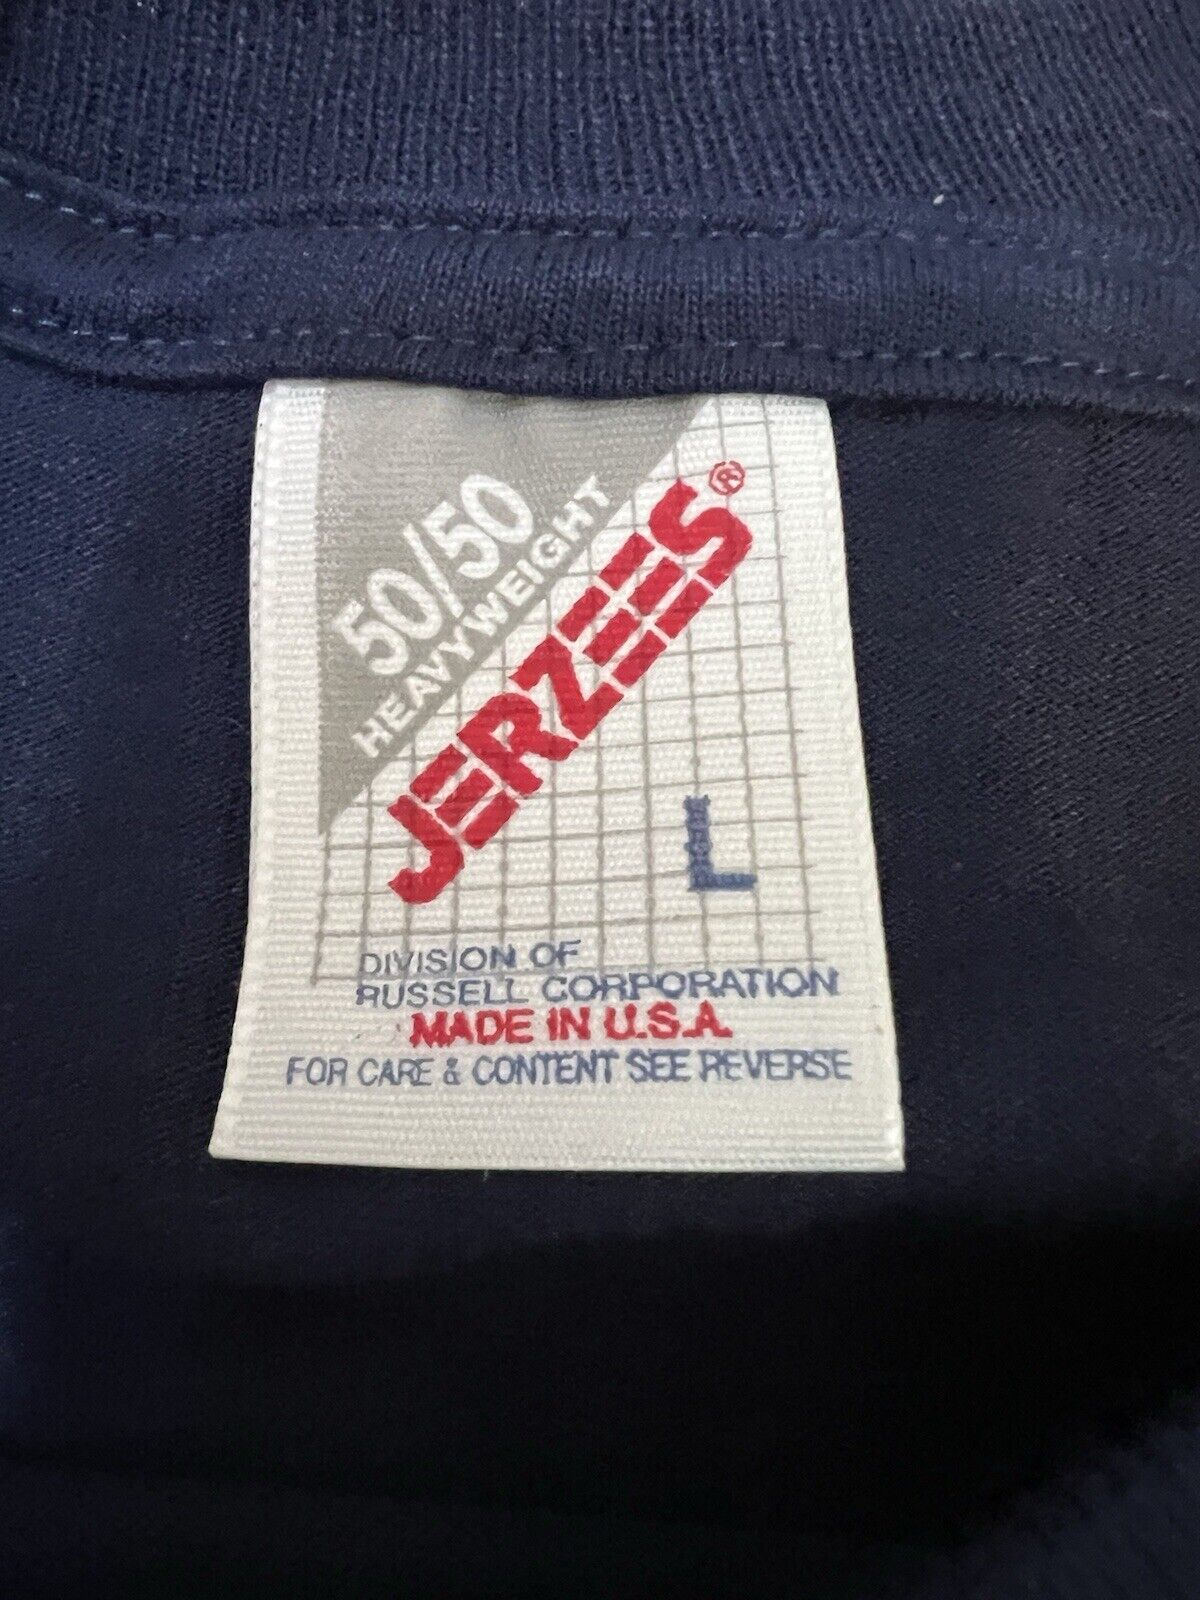 50/50
HEAVYWEIGHT
JERZEES®
L
DIVISION OF
RUSSELL CORPORATION
MADE IN U.S.A.
FOR CARE & CONTENT SEE REVERSE